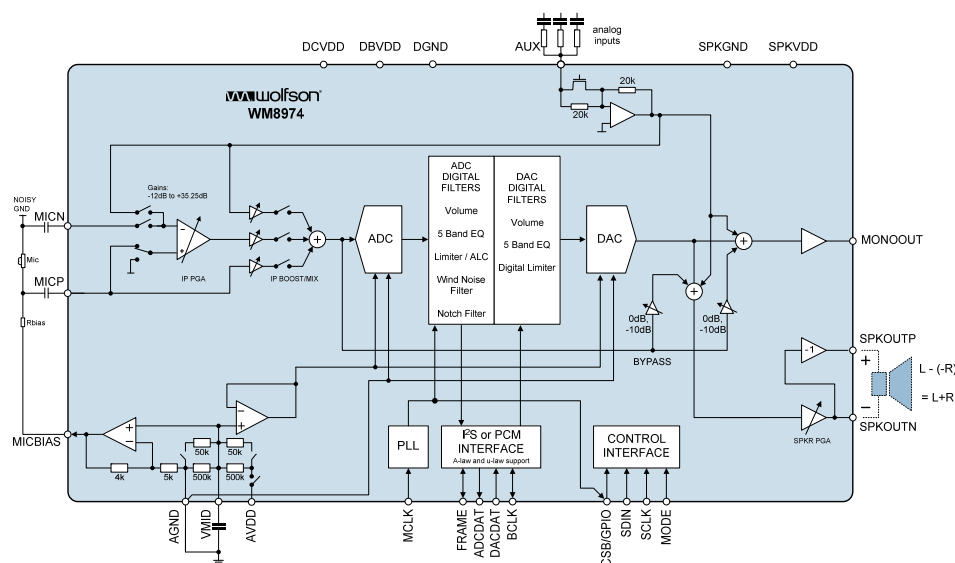 analog
inputs
DCVDD
DBVDD
DGND
AUX
SPKGND
SPKVDD
wolfson®
WM8974
20k
20k
Gains:
-12dB to +35.25dB
NOISY
GND
MICN
Mic
MICP
Rbias
IP PGA
IP BOOST/MIX
ADC
ADC
DIGITAL
FILTERS
Volume
5 Band EQ
Limiter / ALC
Wind Noise
Filter
Notch Filter
DAC
DIGITAL
FILTERS
Volume
5 Band EQ
Digital Limiter
DAC
MONOOUT
0dB,
-10dB
0dB,
-10dB
BYPASS
SPKOUTP
-1
+
L - (-R)
= L+R
−
SPKR PGA
SPKOUTN
MICBIAS
4k
5k
50k
50k
500k
500k
PLL
I²S or PCM
INTERFACE
A-law and u-law support
CONTROL
INTERFACE
AGND
VMID
AVDD
MCLK
FRAME
ADCDAT
DACDAT
BCLK
CSB/GPIO
SDIN
SCLK
MODE